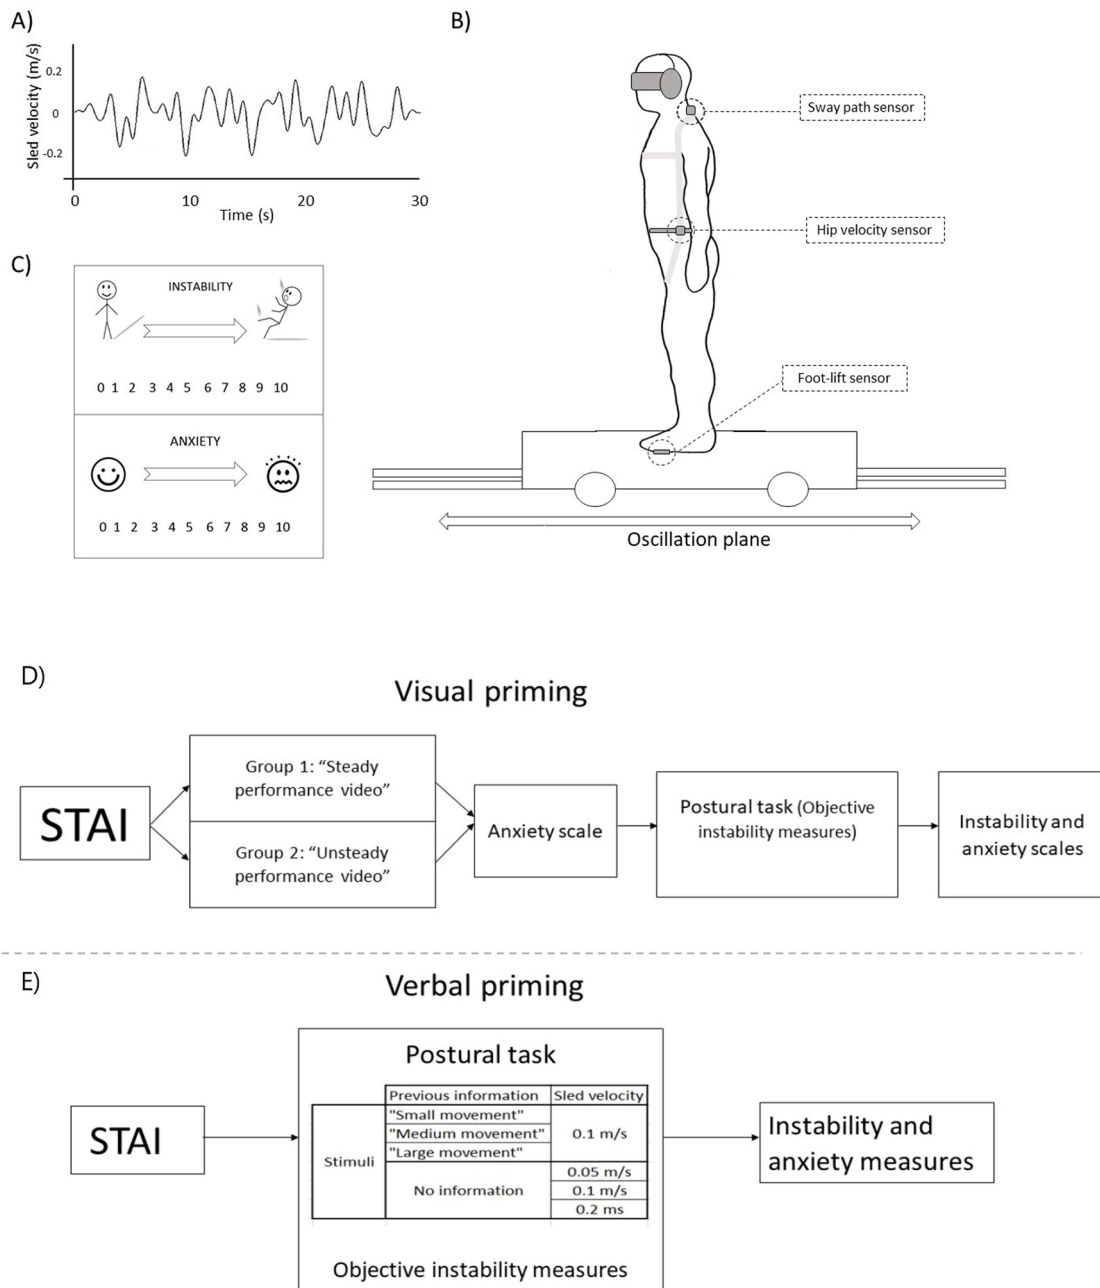 A)
Sled velocity (m/s)
0.2
0
-0.2
0 10 20 30
Time (s)
B)
Sway path sensor
Hip velocity sensor
Foot-lift sensor
Oscillation plane
C)
INSTABILITY
0 1 2 3 4 5 6 7 8 9 10
ANXIETY
0 1 2 3 4 5 6 7 8 9 10
D)
Visual priming
STAI
Group 1: “Steady
performance video”
Group 2: “Unsteady
performance video”
Anxiety scale
Postural task (Objective
instability measures)
Instability and
anxiety scales
E)
Verbal priming
STAI
Postural task
Previous information Sled velocity
Stimuli
"Small movement"
"Medium movement"
"Large movement"
0.1 m/s
No information
0.05 m/s
0.1 m/s
0.2 ms
Objective instability measures
Instability and
anxiety measures